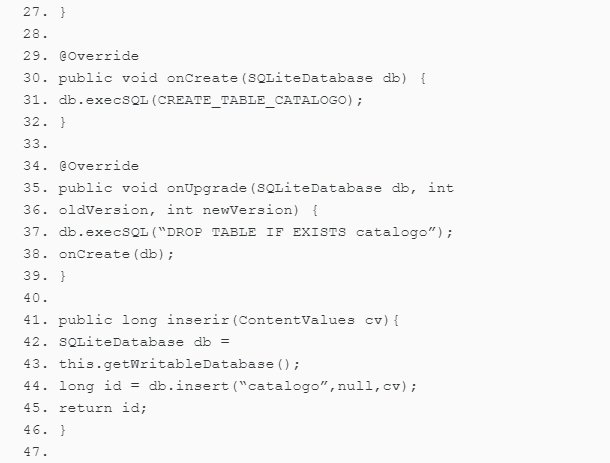 27. }
28.
29. @Override
30. public void onCreate(SQLiteDatabase db) {
31. db.execSQL(CREATE_TABLE_CATALOGO);
32. }
33.
34. @Override
35. public void onUpgrade(SQLiteDatabase db, int
36. oldVersion, int newVersion) {
37. db.execSQL(“DROP TABLE IF EXISTS catalogo”);
38. onCreate(db);
39. }
40.
41. public long inserir(ContentValues cv){
42. SQLiteDatabase db =
43. this.getWritableDatabase();
44. long id = db.insert(“catalogo”,null,cv);
45. return id;
46. }
47.